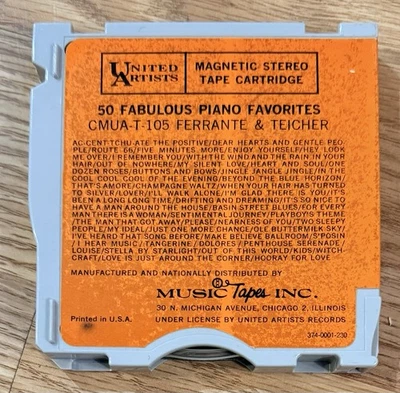 UNITED ARTISTS
MAGNETIC STEREO
TAPE CARTRIDGE
50 FABULOUS PIANO FAVORITES
CMUA-T-105 FERRANTE & TEICHER
AC-CENT-TCHU-ATE THE POSITIVE/DEAR HEARTS AND GENTLE PEO-
PLE/ROUTE 66/FIVE MINUTES MORE/ENJOY YOURSELF/HEY LOOK
ME OVER/I REMEMBER YOU/WITH THE WIND AND THE RAIN IN YOUR
HAIR/OUT OF NOWHERE/MY SILENT LOVE/HEART AND SOUL/ONE
DOZEN ROSES/BUTTONS AND BOWS/JINGLE JANGLE JINGLE/IN THE
COOL COOL COOL OF THE EVENING/BEYOND THE BLUE HORIZON/
THAT'S AMORE/CHAMPAGNE WALTZ/WHEN YOUR HAIR HAS TURNED
TO SILVER/LOVER/I'LL WALK ALONE/I'M GLAD THERE IS YOU/IT'S
BEEN A LONG LONG TIME/DRIFTING AND DREAMING/IT'S SO NICE TO
HAVE A MAN AROUND THE HOUSE/BASIN STREET BLUES/FOR EVERY
MAN THERE IS A WOMAN/SENTIMENTAL JOURNEY/PLAYBOYS THEME
/THE MAN THAT GOT AWAY/PLEASE/NEARNESS OF YOU/TWO SLEEPY
PEOPLE/MY IDEAL/JUST ONE MORE CHANCE/OLE BUTTERMILK SKY/
I'VE HEARD THAT SONG BEFORE/MAKE BELIEVE BALLROOM/S'POSIN
/I HEAR MUSIC/TANGERINE/DOLORES/PENTHOUSE SERENADE/
LOUISE/STELLA BY STARLIGHT/OUT OF THIS WORLD/KIDS/WITCH-
CRAFT/LOVE IS JUST AROUND THE CORNER/HOORAY FOR LOVE
MANUFACTURED AND NATIONALLY DISTRIBUTED BY
MUSIC Tapes INC.
30 N. MICHIGAN AVENUE, CHICAGO 2, ILLINOIS
Printed in U.S.A.
UNDER LICENSE BY UNITED ARTISTS RECORDS
374-0001-230